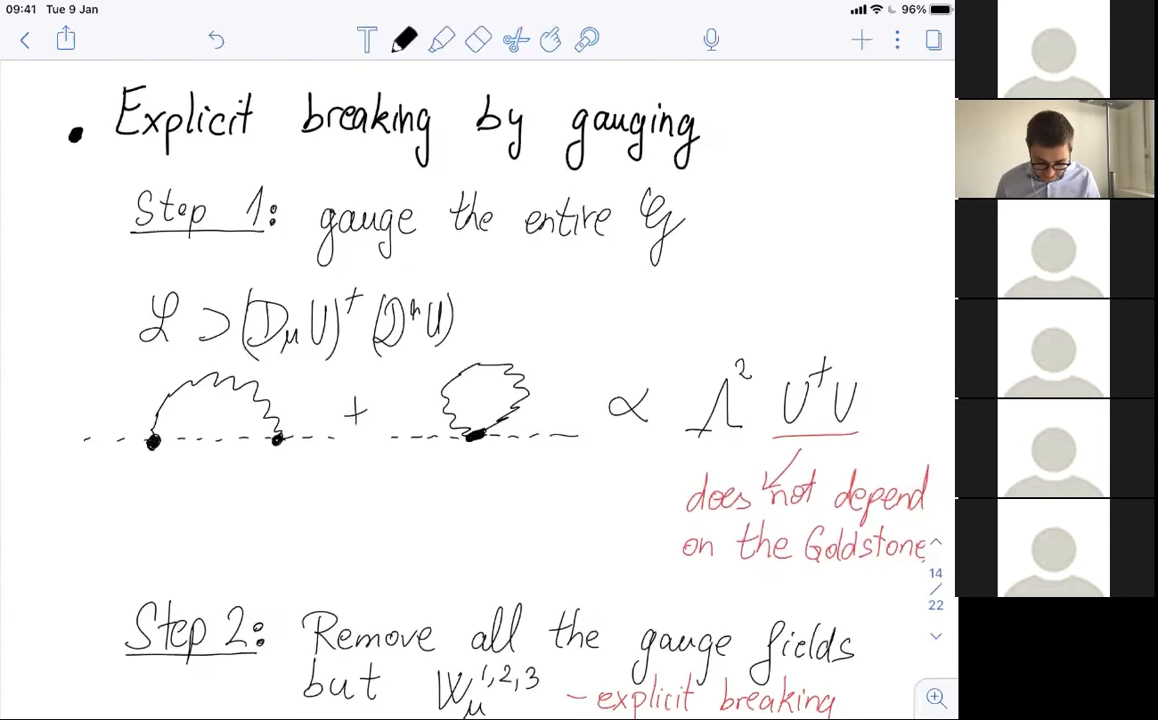 09:41 Tue 9 Jan
96%
• Explicit breaking by gauging
Step 1: gauge the entire G
ℒ ⊃ (D_μ U)† (D^μ U)
+ ∝ Λ² U†U
does not depend
on the Goldstone
14
/
22
Step 2: Remove all the gauge fields
but W_μ^{1,2,3} – explicit breaking